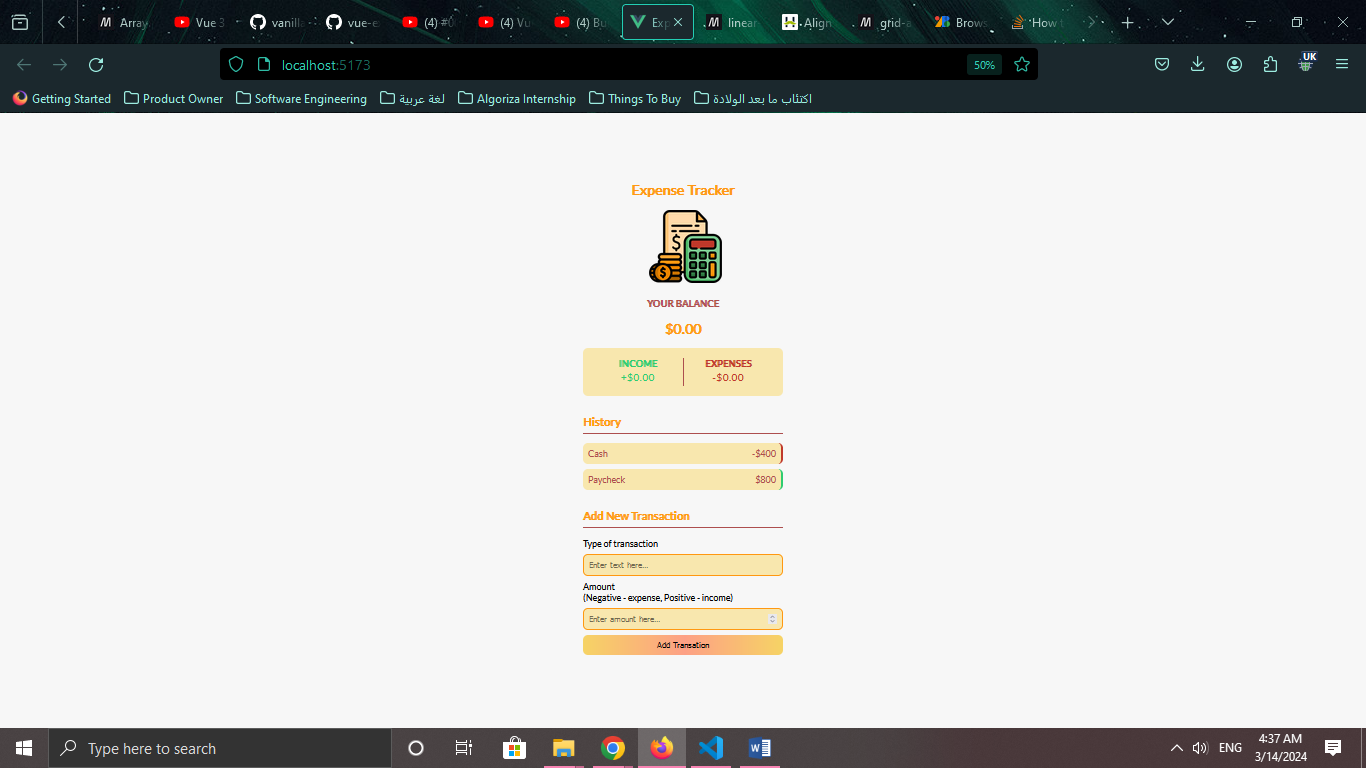 Array
Vue 3
vanilla
vue-e
(4) #0
(4) Vu
(4) Bu
Exp
linear
Align
grid-a
Brows
How t
localhost:5173
50%
UK
Getting Started
Product Owner
Software Engineering
لغة عربية
Algoriza Internship
Things To Buy
اكتئاب ما بعد الولادة
Expense Tracker
$
$
YOUR BALANCE
$0.00
INCOME
EXPENSES
+$0.00
-$0.00
History
Cash
-$400
Paycheck
$800
Add New Transaction
Type of transaction
Enter text here...
Amount
(Negative - expense, Positive - income)
Enter amount here...
Add Transation
Type here to search
ENG
4:37 AM
3/14/2024